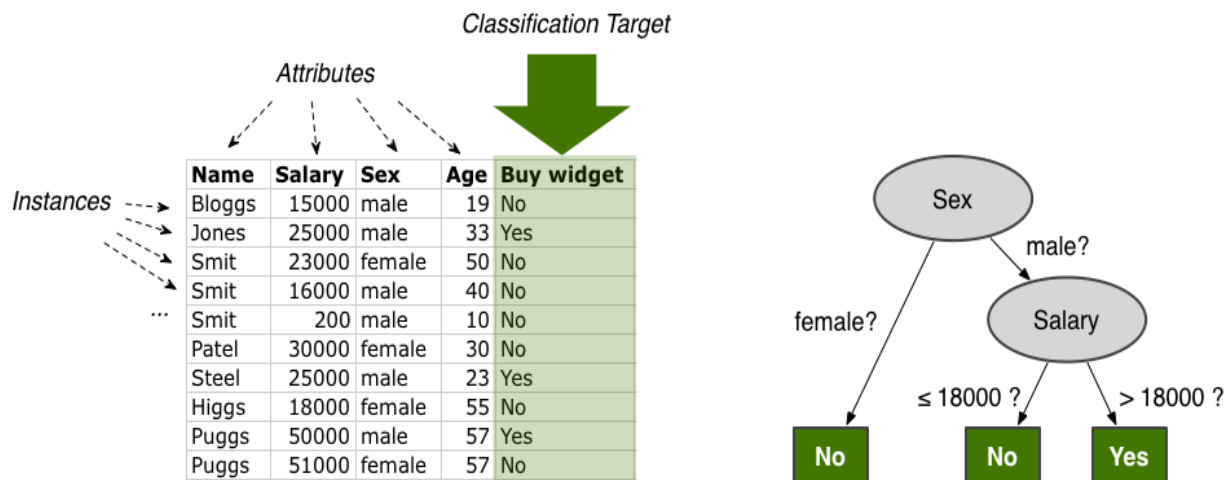 Classification Target
Attributes
Instances
...
Name Salary Sex Age Buy widget
Bloggs 15000 male 19 No
Jones 25000 male 33 Yes
Smit 23000 female 50 No
Smit 16000 male 40 No
Smit 200 male 10 No
Patel 30000 female 30 No
Steel 25000 male 23 Yes
Higgs 18000 female 55 No
Puggs 50000 male 57 Yes
Puggs 51000 female 57 No
Sex
male?
female?
Salary
≤ 18000 ?
> 18000 ?
No
No
Yes